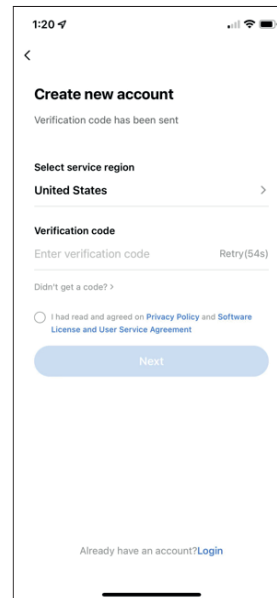 1:20
Create new account
Verification code has been sent
Select service region
United States
Verification code
Enter verification code Retry(54s)
Didn't get a code? >
I had read and agreed on Privacy Policy and Software
License and User Service Agreement
Next
Already have an account?Login